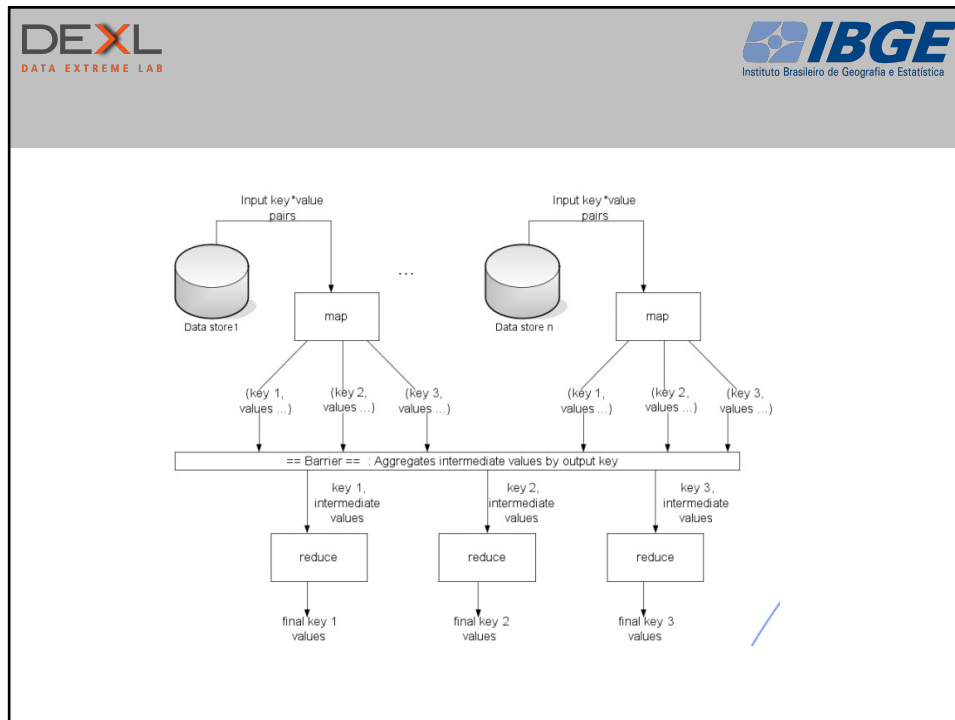 DEXL
DATA EXTREME LAB
IBGE
Instituto Brasileiro de Geografia e Estatística
Input key*value
pairs
Input key*value
pairs
...
Data store1
map
Data store n
map
(key 1,
values ...)
(key 2,
values ...)
(key 3,
values ...)
(key 1,
values ...)
(key 2,
values ...)
(key 3,
values ...)
== Barrier == : Aggregates intermediate values by output key
key 1,
intermediate
values
key 2,
intermediate
values
key 3,
intermediate
values
reduce
reduce
reduce
final key 1
values
final key 2
values
final key 3
values